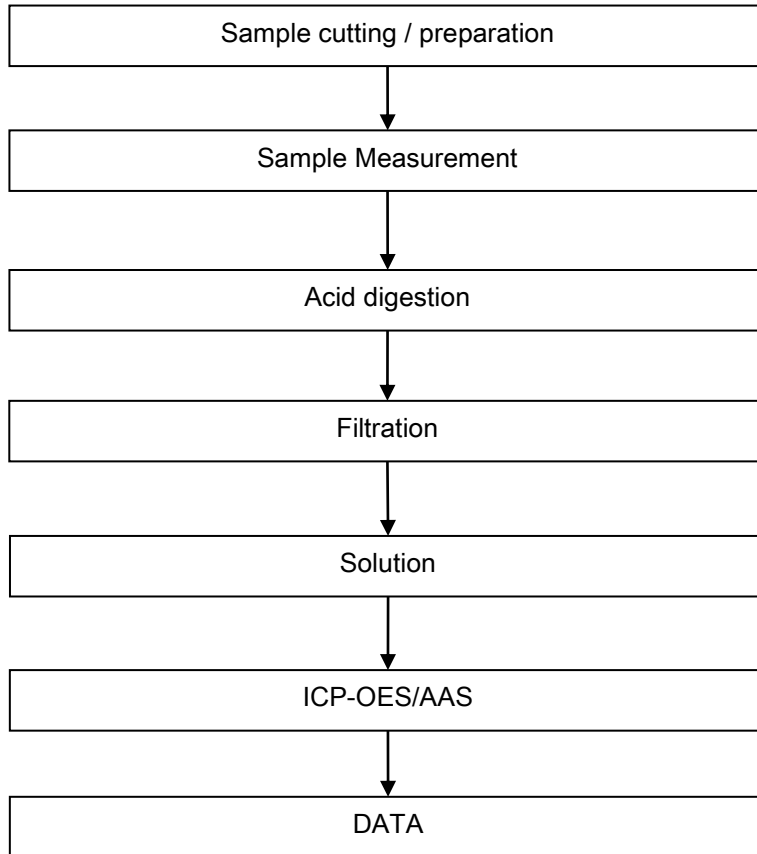 Sample cutting / preparation
Sample Measurement
Acid digestion
Filtration
Solution
ICP-OES/AAS
DATA